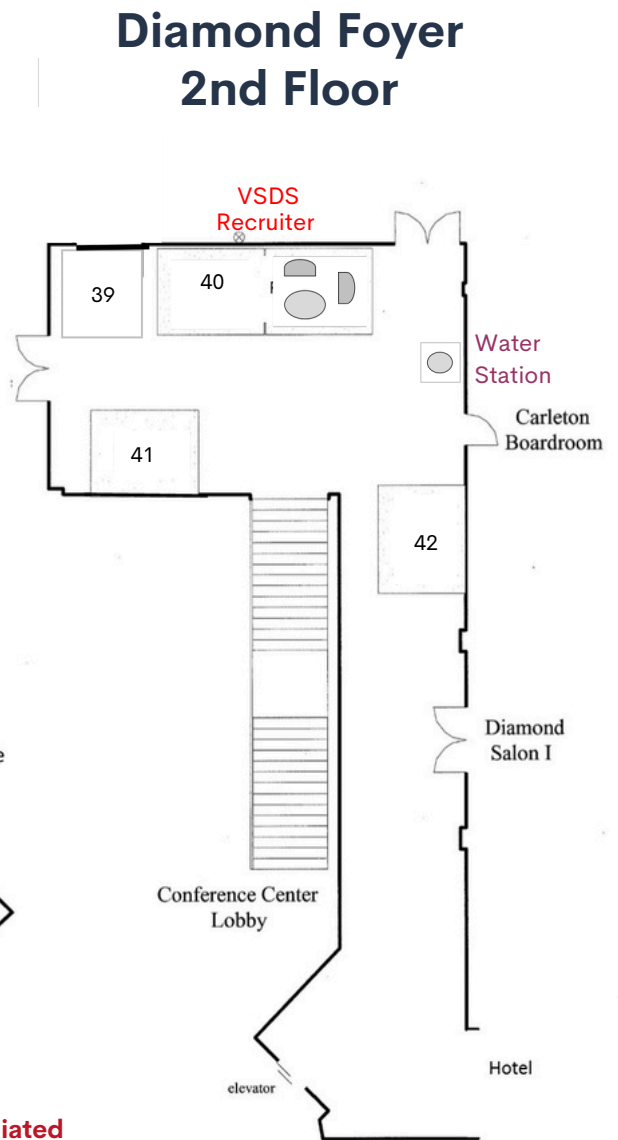 Diamond Foyer
2nd Floor
VSDS
Recruiter
39
40
Water
Station
Carleton
Boardroom
41
42
Diamond
Salon I
e
Conference Center
Lobby
Hotel
elevator
iated